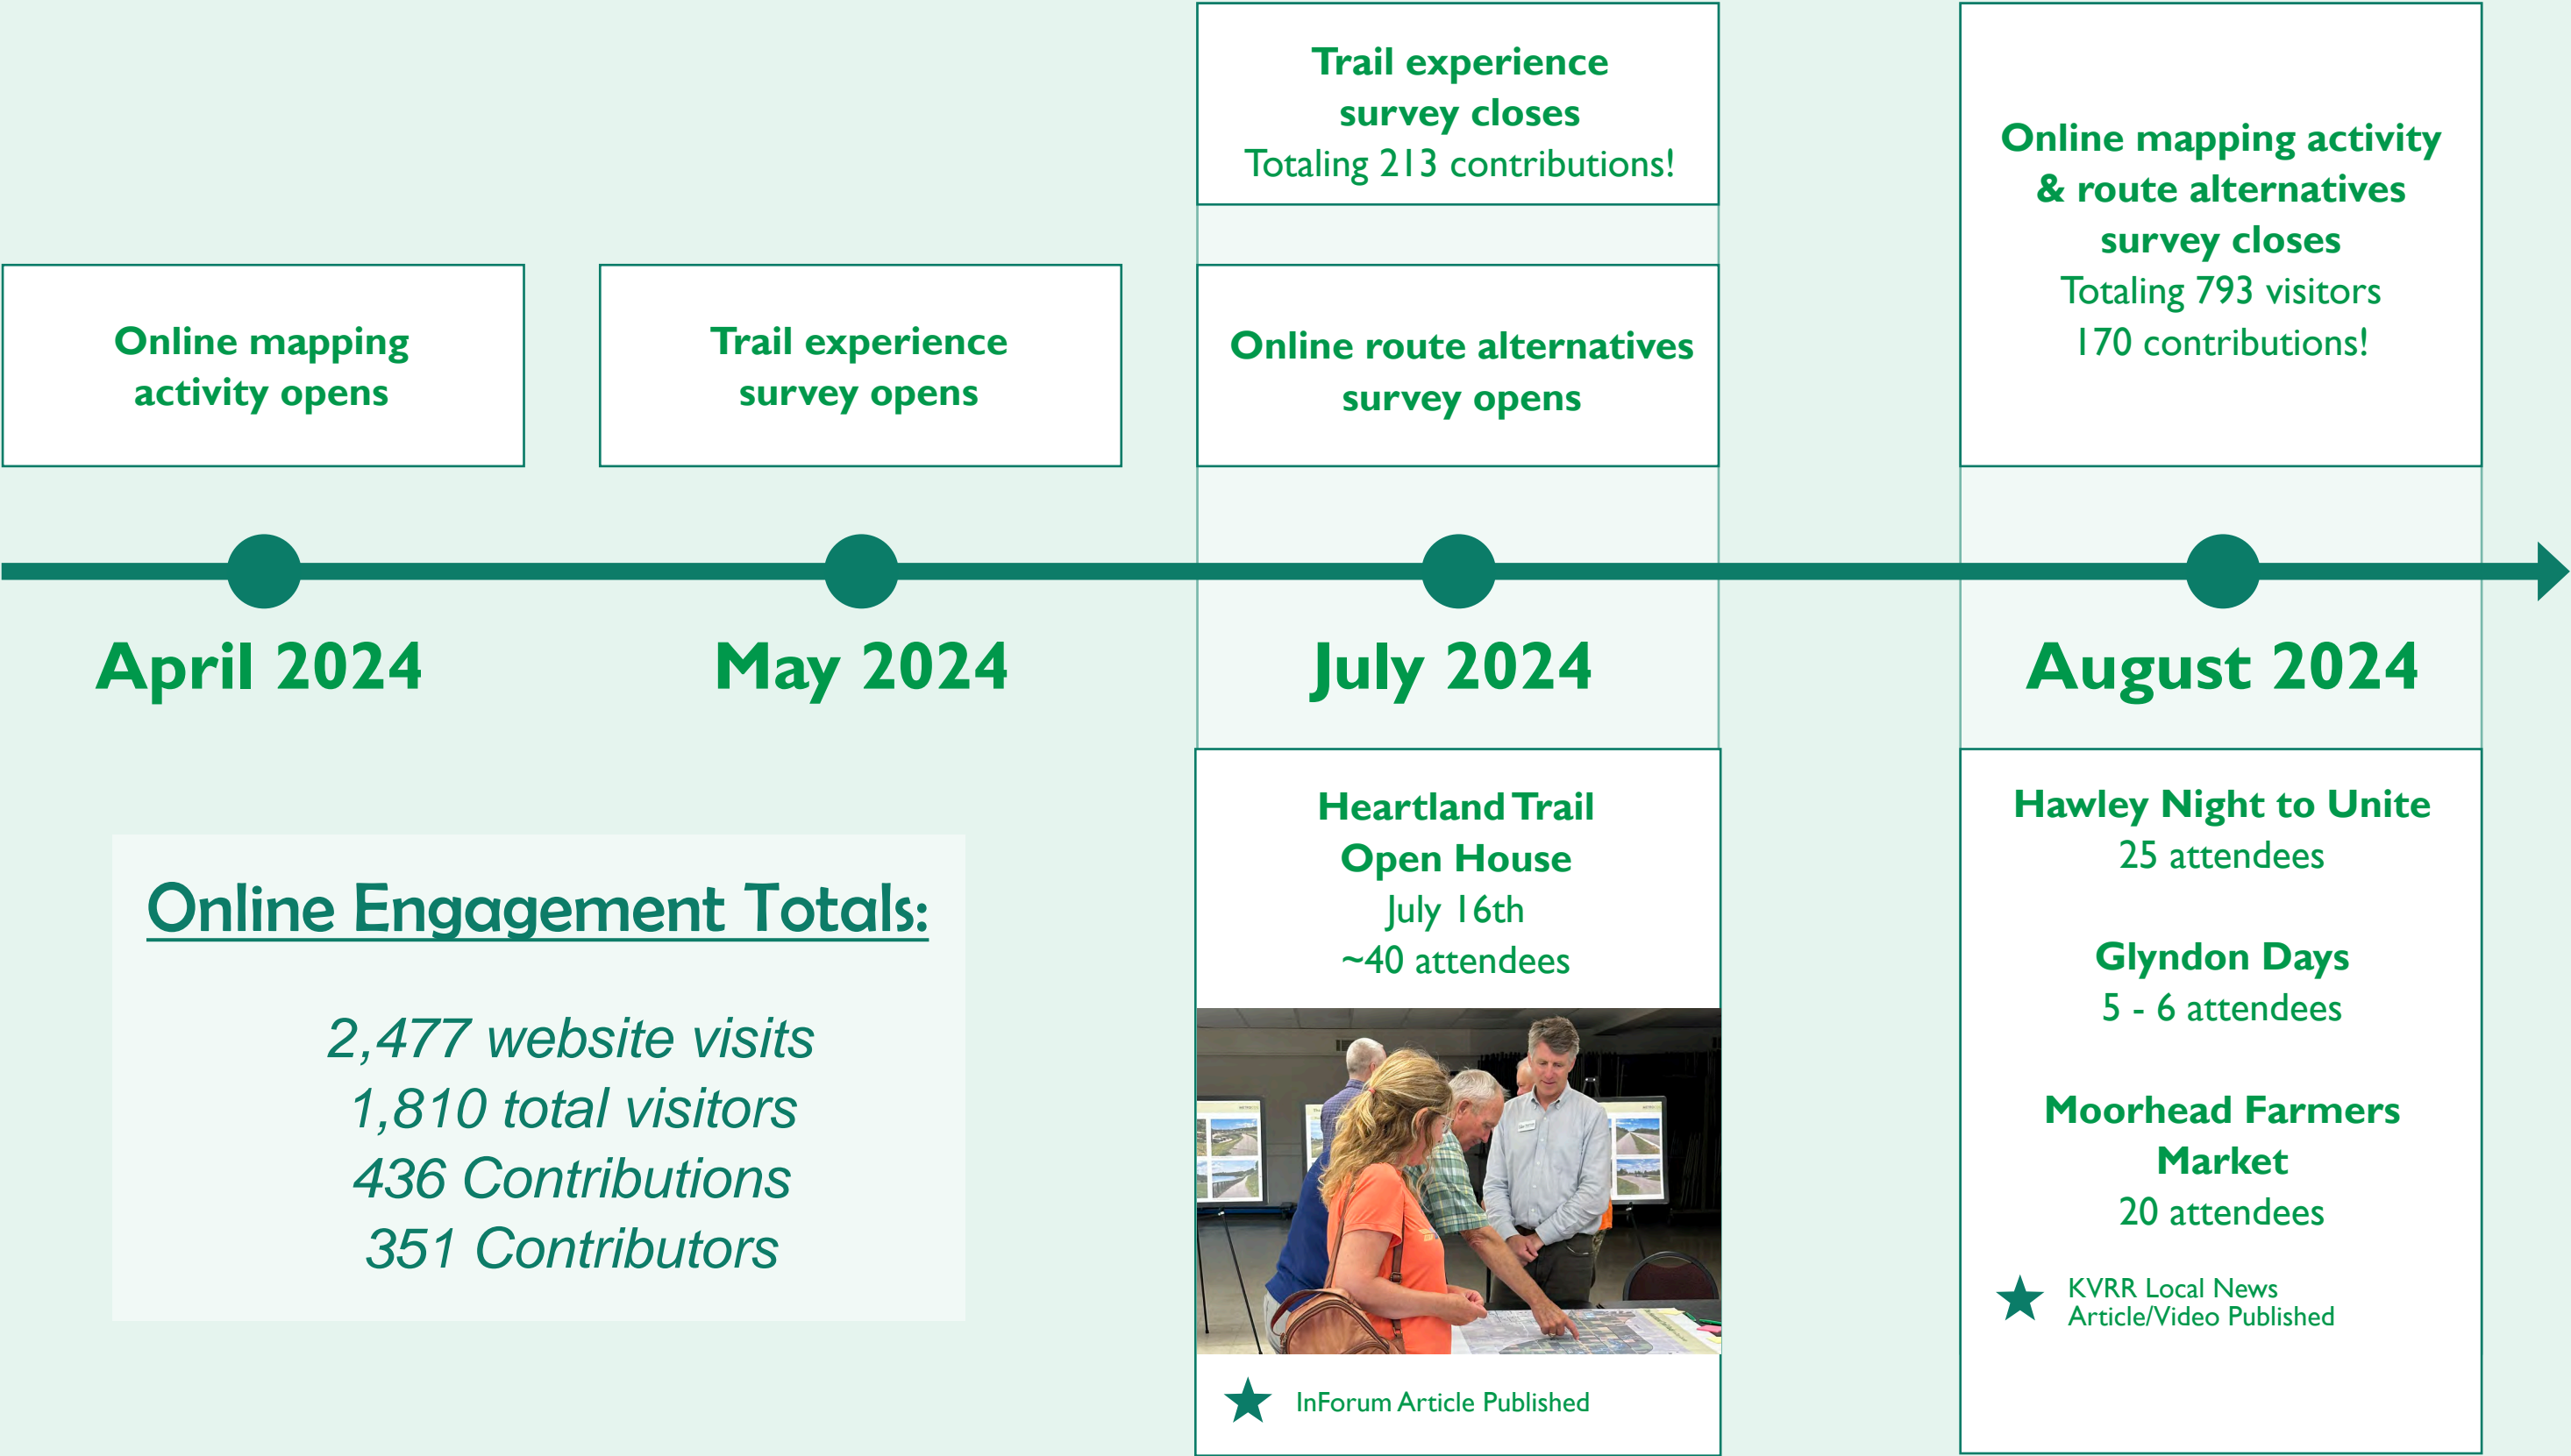 Trail experience
survey closes
Totaling 213 contributions!
Online mapping activity
& route alternatives
survey closes
Totaling 793 visitors
170 contributions!
Online mapping
activity opens
Trail experience
survey opens
Online route alternatives
survey opens
April 2024
May 2024
July 2024
August 2024
Online Engagement Totals:
2,477 website visits
1,810 total visitors
436 Contributions
351 Contributors
Heartland Trail
Open House
July 16th
~40 attendees
InForum Article Published
Hawley Night to Unite
25 attendees
Glyndon Days
5 - 6 attendees
Moorhead Farmers
Market
20 attendees
KVRR Local News
Article/Video Published